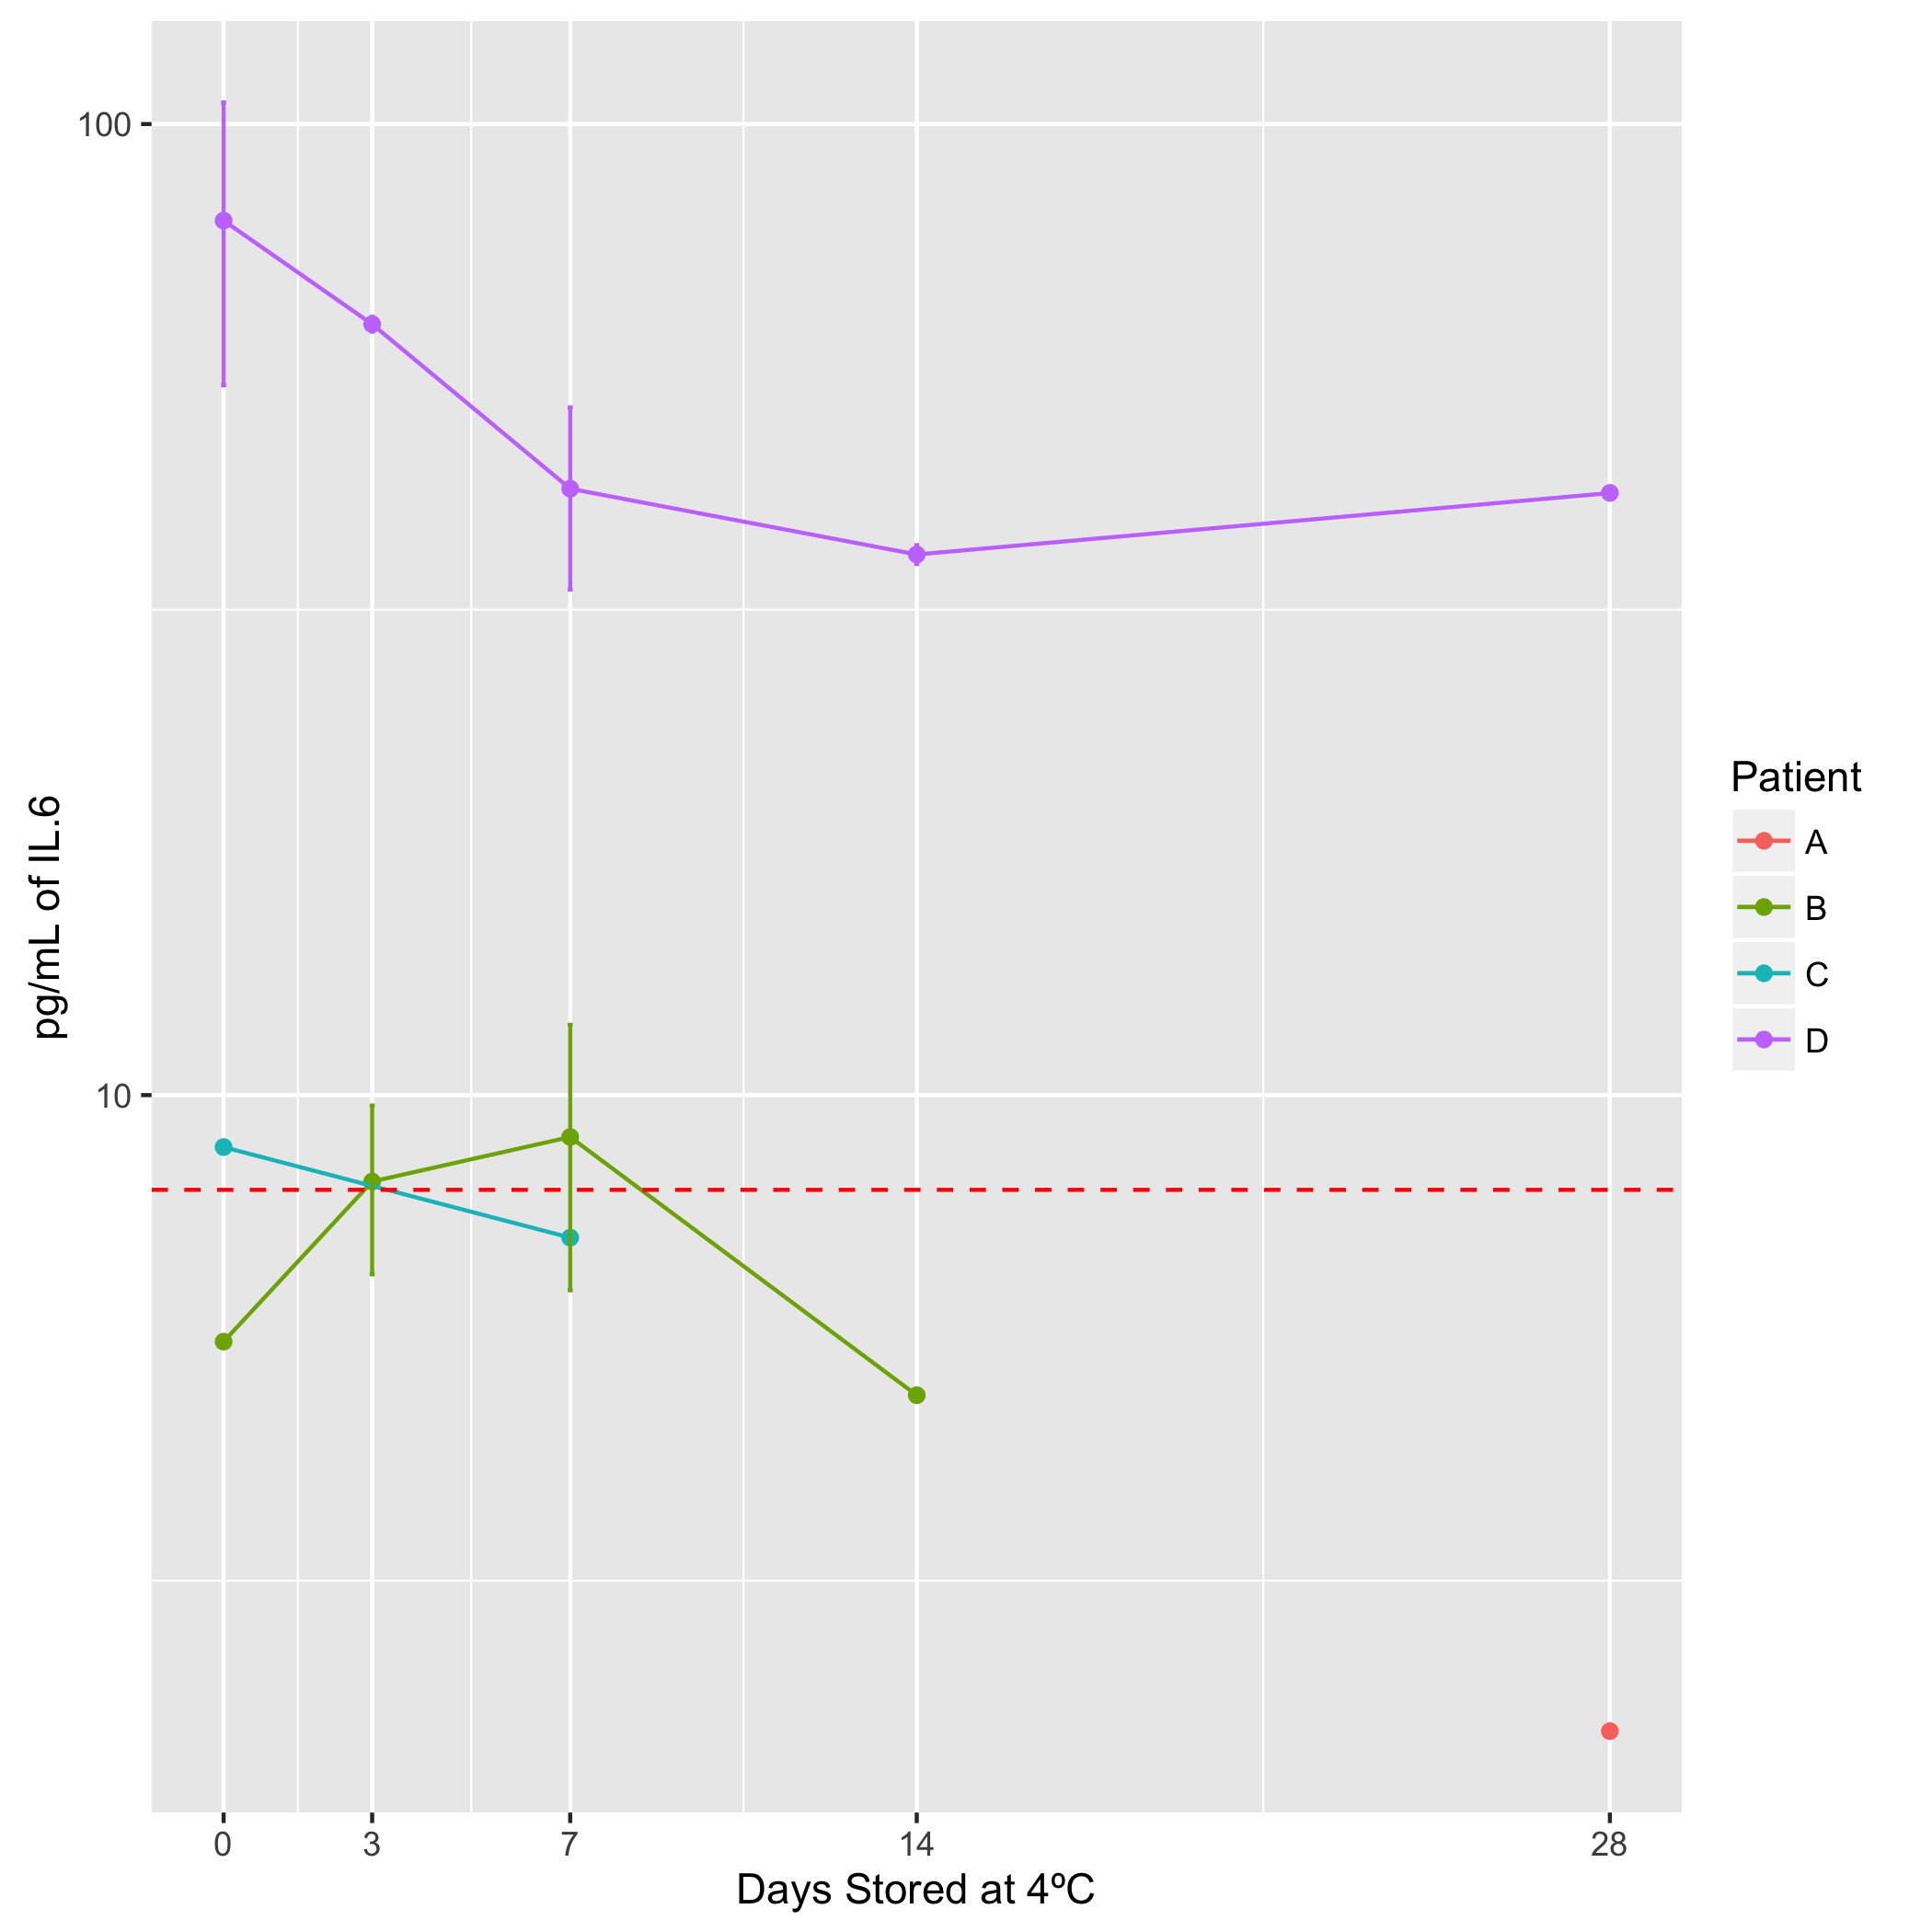 100
10
pg/mL of IL.6
0 3 7 14 28
Days Stored at 4ºC
Patient
A
B
C
D